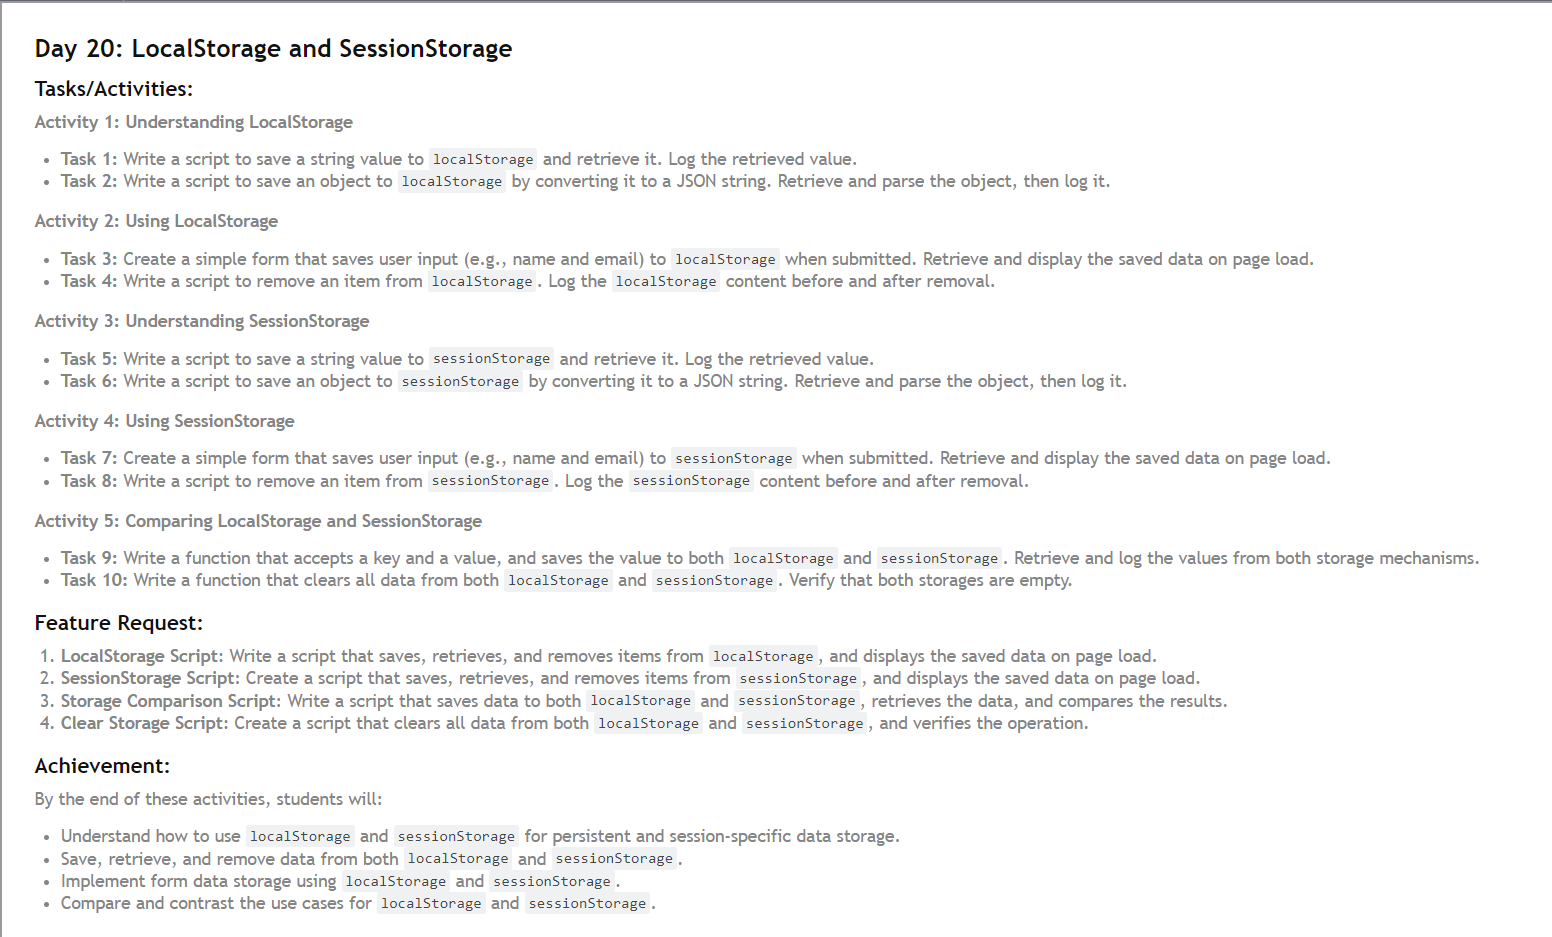 Day 20: LocalStorage and SessionStorage
Tasks/Activities:
Activity 1: Understanding LocalStorage
• Task 1: Write a script to save a string value to localStorage and retrieve it. Log the retrieved value.
• Task 2: Write a script to save an object to localStorage by converting it to a JSON string. Retrieve and parse the object, then log it.
Activity 2: Using LocalStorage
• Task 3: Create a simple form that saves user input (e.g., name and email) to localStorage when submitted. Retrieve and display the saved data on page load.
• Task 4: Write a script to remove an item from localStorage. Log the localStorage content before and after removal.
Activity 3: Understanding SessionStorage
• Task 5: Write a script to save a string value to sessionStorage and retrieve it. Log the retrieved value.
• Task 6: Write a script to save an object to sessionStorage by converting it to a JSON string. Retrieve and parse the object, then log it.
Activity 4: Using SessionStorage
• Task 7: Create a simple form that saves user input (e.g., name and email) to sessionStorage when submitted. Retrieve and display the saved data on page load.
• Task 8: Write a script to remove an item from sessionStorage. Log the sessionStorage content before and after removal.
Activity 5: Comparing LocalStorage and SessionStorage
• Task 9: Write a function that accepts a key and a value, and saves the value to both localStorage and sessionStorage. Retrieve and log the values from both storage mechanisms.
• Task 10: Write a function that clears all data from both localStorage and sessionStorage. Verify that both storages are empty.
Feature Request:
1. LocalStorage Script: Write a script that saves, retrieves, and removes items from localStorage, and displays the saved data on page load.
2. SessionStorage Script: Create a script that saves, retrieves, and removes items from sessionStorage, and displays the saved data on page load.
3. Storage Comparison Script: Write a script that saves data to both localStorage and sessionStorage, retrieves the data, and compares the results.
4. Clear Storage Script: Create a script that clears all data from both localStorage and sessionStorage, and verifies the operation.
Achievement:
By the end of these activities, students will:
• Understand how to use localStorage and sessionStorage for persistent and session-specific data storage.
• Save, retrieve, and remove data from both localStorage and sessionStorage.
• Implement form data storage using localStorage and sessionStorage.
• Compare and contrast the use cases for localStorage and sessionStorage.